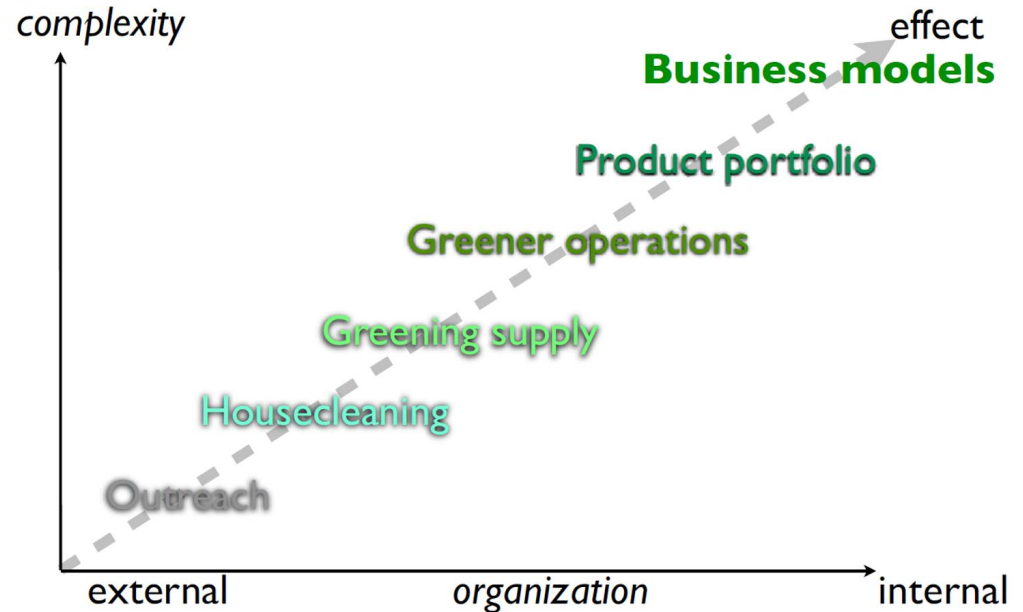 complexity
effect
Business models
Product portfolio
Greener operations
Greening supply
Housecleaning
Outreach
external organization internal